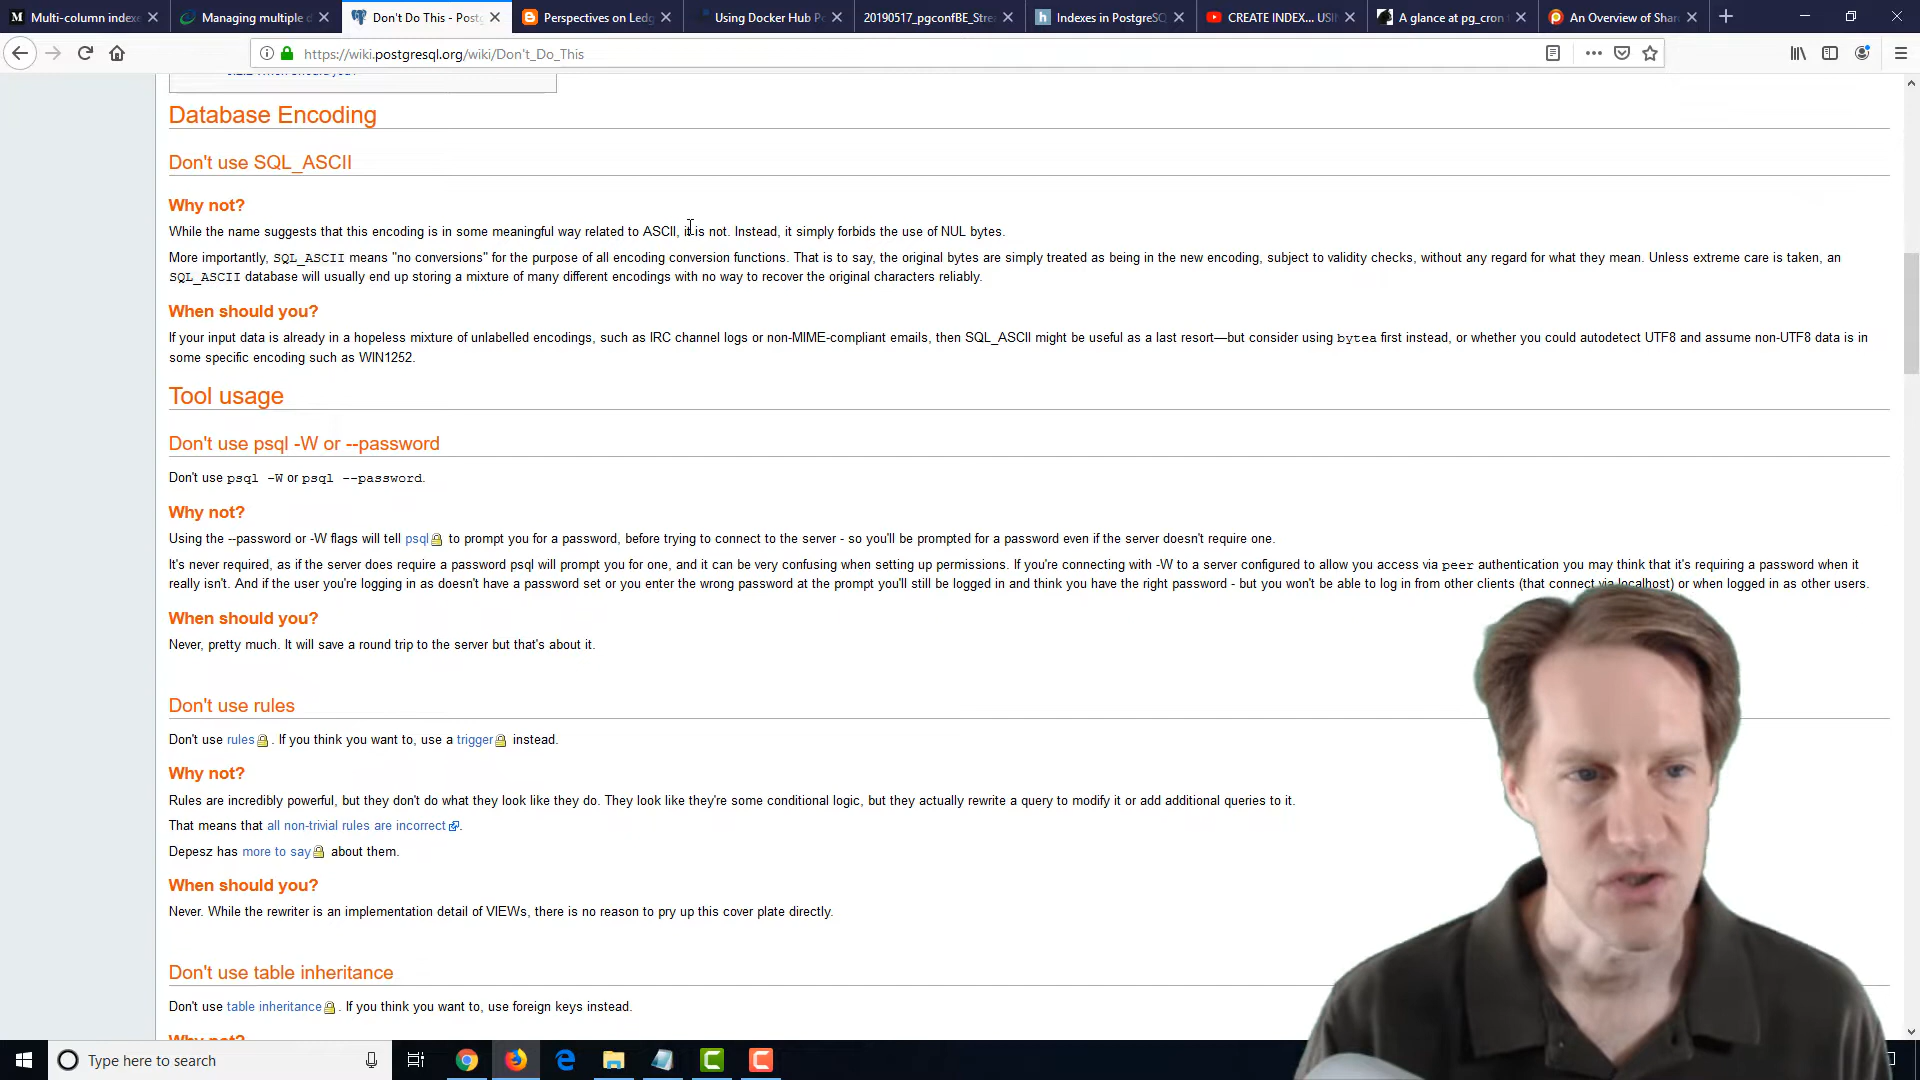 Multi-column indexe
Managing multiple d
Don't Do This - Postg
Perspectives on Ledg
Using Docker Hub Po
20190517_pgconfBE_Stre
Indexes in PostgreSQ
CREATE INDEX... USI
A glance at pg_cron
An Overview of Shar
https://wiki.postgresql.org/wiki/Don't_Do_This
Database Encoding
Don't use SQL_ASCII
Why not?
While the name suggests that this encoding is in some meaningful way related to ASCII, it is not. Instead, it simply forbids the use of NUL bytes.
More importantly, SQL_ASCII means "no conversions" for the purpose of all encoding conversion functions. That is to say, the original bytes are simply treated as being in the new encoding, subject to validity checks, without any regard for what they mean. Unless extreme care is taken, an
SQL_ASCII database will usually end up storing a mixture of many different encodings with no way to recover the original characters reliably.
When should you?
If your input data is already in a hopeless mixture of unlabelled encodings, such as IRC channel logs or non-MIME-compliant emails, then SQL_ASCII might be useful as a last resort—but consider using bytea first instead, or whether you could autodetect UTF8 and assume non-UTF8 data is in
some specific encoding such as WIN1252.
Tool usage
Don't use psql -W or --password
Don't use psql -W or psql --password.
Why not?
Using the --password or -W flags will tell psql to prompt you for a password, before trying to connect to the server - so you'll be prompted for a password even if the server doesn't require one.
It's never required, as if the server does require a password psql will prompt you for one, and it can be very confusing when setting up permissions. If you're connecting with -W to a server configured to allow you access via peer authentication you may think that it's requiring a password when it
really isn't. And if the user you're logging in as doesn't have a password set or you enter the wrong password at the prompt you'll still be logged in and think you have the right password - but you won't be able to log in from other clients (that connect via localhost) or when logged in as other users.
When should you?
Never, pretty much. It will save a round trip to the server but that's about it.
Don't use rules
Don't use rules. If you think you want to, use a trigger instead.
Why not?
Rules are incredibly powerful, but they don't do what they look like they do. They look like they're some conditional logic, but they actually rewrite a query to modify it or add additional queries to it.
That means that all non-trivial rules are incorrect.
Depesz has more to say about them.
When should you?
Never. While the rewriter is an implementation detail of VIEWs, there is no reason to pry up this cover plate directly.
Don't use table inheritance
Don't use table inheritance. If you think you want to, use foreign keys instead.
Why not?
Type here to search